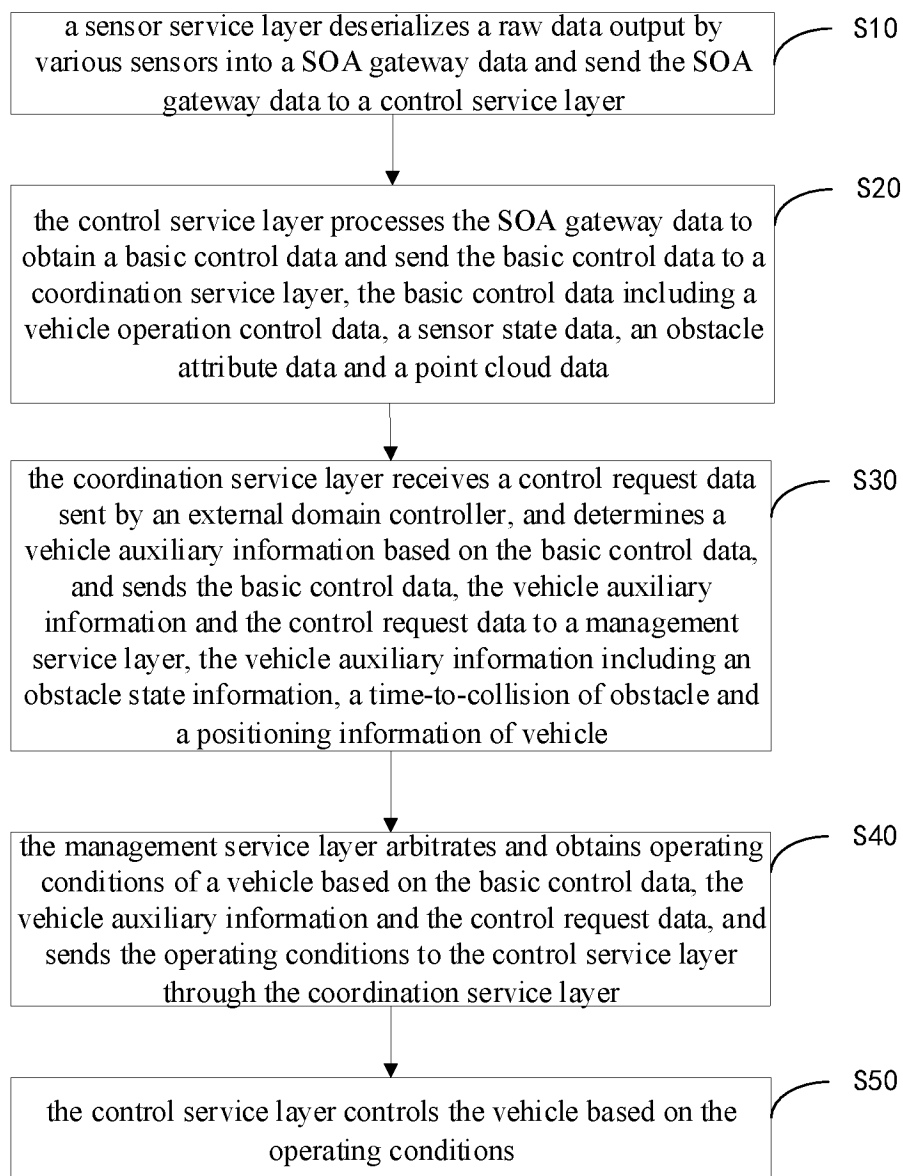 a sensor service layer deserializes a raw data output by
various sensors into a SOA gateway data and send the SOA
gateway data to a control service layer
S10
the control service layer processes the SOA gateway data to
obtain a basic control data and send the basic control data to a
coordination service layer, the basic control data including a
vehicle operation control data, a sensor state data, an obstacle
attribute data and a point cloud data
S20
the coordination service layer receives a control request data
sent by an external domain controller, and determines a
vehicle auxiliary information based on the basic control data,
and sends the basic control data, the vehicle auxiliary
information and the control request data to a management
service layer, the vehicle auxiliary information including an
obstacle state information, a time-to-collision of obstacle and
a positioning information of vehicle
S30
the management service layer arbitrates and obtains operating
conditions of a vehicle based on the basic control data, the
vehicle auxiliary information and the control request data, and
sends the operating conditions to the control service layer
through the coordination service layer
S40
the control service layer controls the vehicle based on the
operating conditions
S50